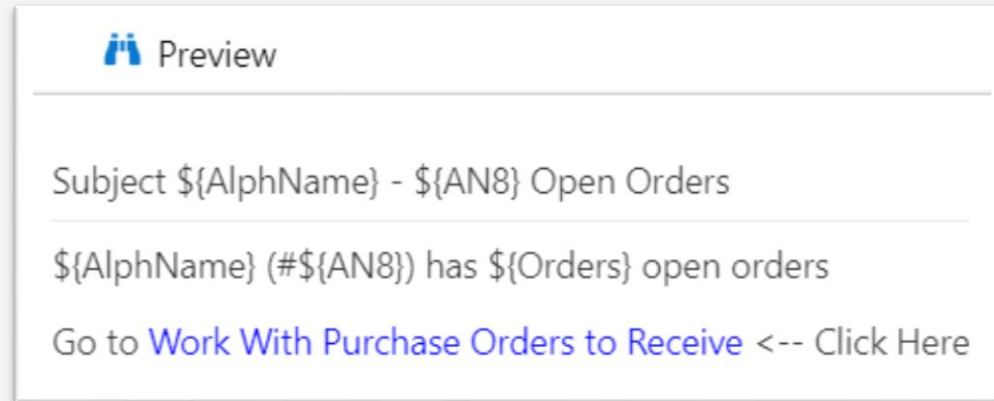 Preview
Subject ${AlphName} - ${AN8} Open Orders
${AlphName} (#${AN8}) has ${Orders} open orders
Go to Work With Purchase Orders to Receive <-- Click Here